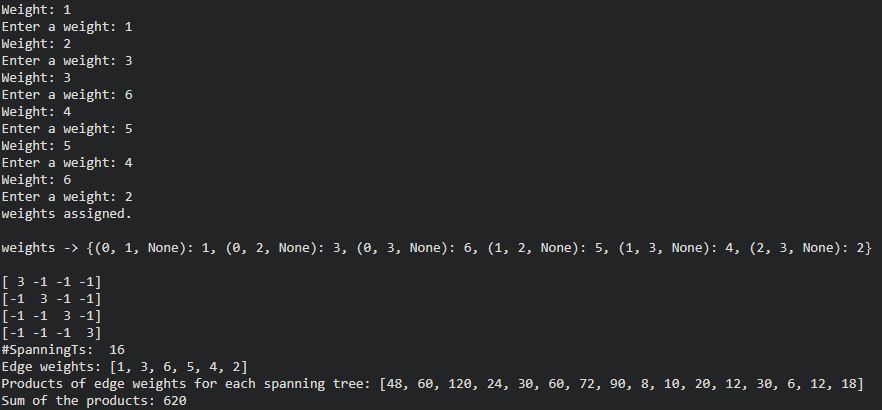 Weight: 1
Enter a weight: 1
Weight: 2
Enter a weight: 3
Weight: 3
Enter a weight: 6
Weight: 4
Enter a weight: 5
Weight: 5
Enter a weight: 4
Weight: 6
Enter a weight: 2
weights assigned.
weights -> {(0, 1, None): 1, (0, 2, None): 3, (0, 3, None): 6, (1, 2, None): 5, (1, 3, None): 4, (2, 3, None): 2}
[ 3 -1 -1 -1]
[-1  3 -1 -1]
[-1 -1  3 -1]
[-1 -1 -1  3]
#SpanningTs:  16
Edge weights: [1, 3, 6, 5, 4, 2]
Products of edge weights for each spanning tree: [48, 60, 120, 24, 30, 60, 72, 90, 8, 10, 20, 12, 30, 6, 12, 18]
Sum of the products: 620